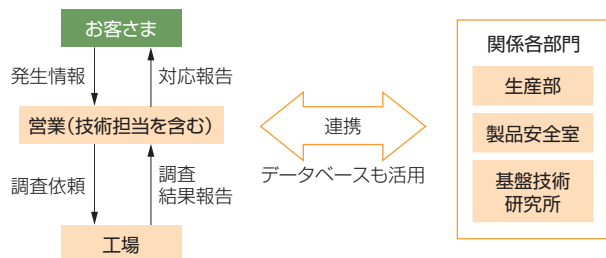 お客さま
発生情報
対応報告
営業(技術担当を含む)
調査依頼
調査
結果報告
工場
連携
データベースも活用
関係各部門
生産部
製品安全室
基盤技術
研究所